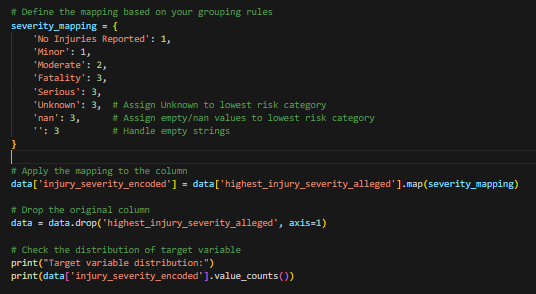 # Define the mapping based on your grouping rules
severity_mapping = {
    'No Injuries Reported': 1,
    'Minor': 1,
    'Moderate': 2,
    'Fatality': 3,
    'Serious': 3,
    'Unknown': 3,  # Assign Unknown to lowest risk category
    'nan': 3,      # Assign empty/nan values to lowest risk category
    '': 3          # Handle empty strings
}
# Apply the mapping to the column
data['injury_severity_encoded'] = data['highest_injury_severity_alleged'].map(severity_mapping)
# Drop the original column
data = data.drop('highest_injury_severity_alleged', axis=1)
# Check the distribution of target variable
print("Target variable distribution:")
print(data['injury_severity_encoded'].value_counts())